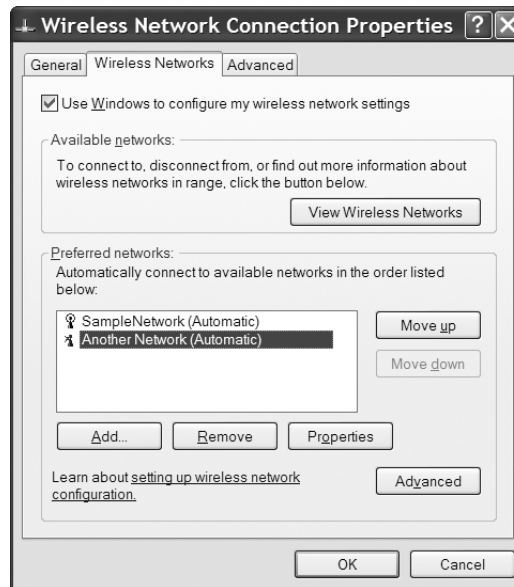 Wireless Network Connection Properties ? X
General Wireless Networks Advanced
Use Windows to configure my wireless network settings
Available networks:
To connect to, disconnect from, or find out more information about
wireless networks in range, click the button below.
View Wireless Networks
Preferred networks:
Automatically connect to available networks in the order listed
below:
SampleNetwork (Automatic)
Another Network (Automatic)
Move up
Move down
Add... Remove Properties
Learn about setting up wireless network
configuration.
Advanced
OK Cancel